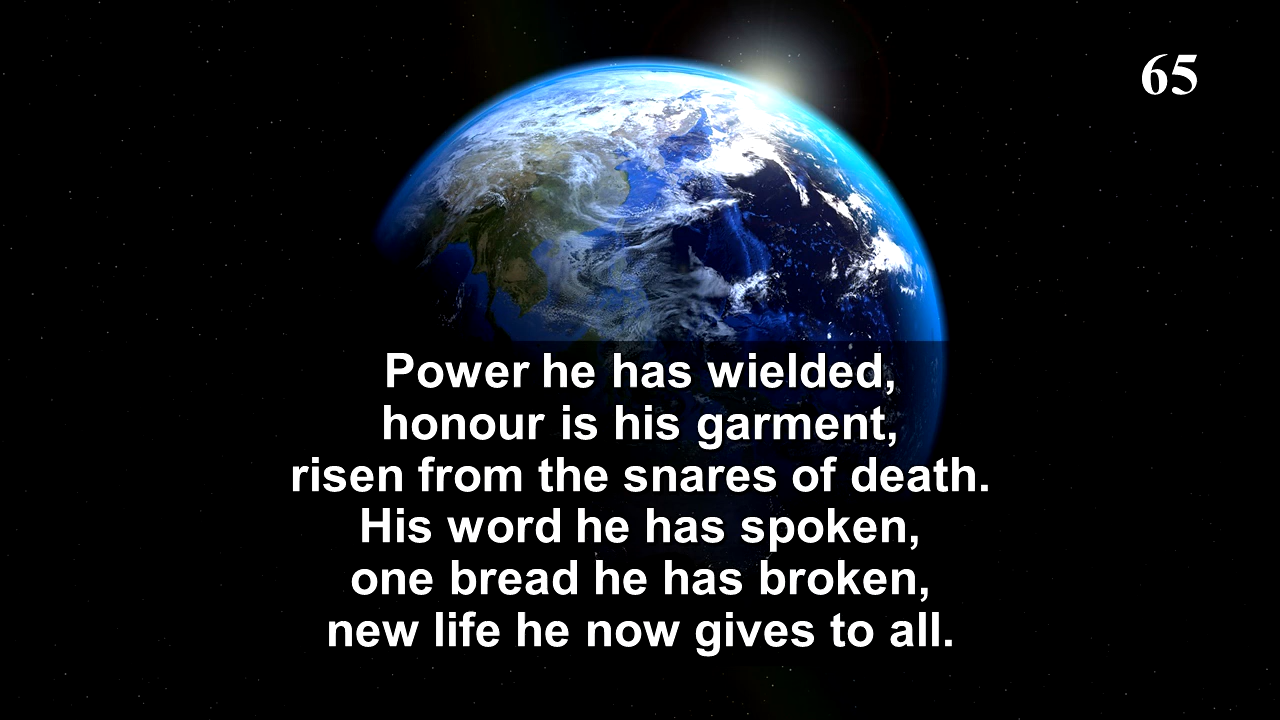 65
Power he has wielded,
honour is his garment,
risen from the snares of death.
His word he has spoken,
one bread he has broken,
new life he now gives to all.